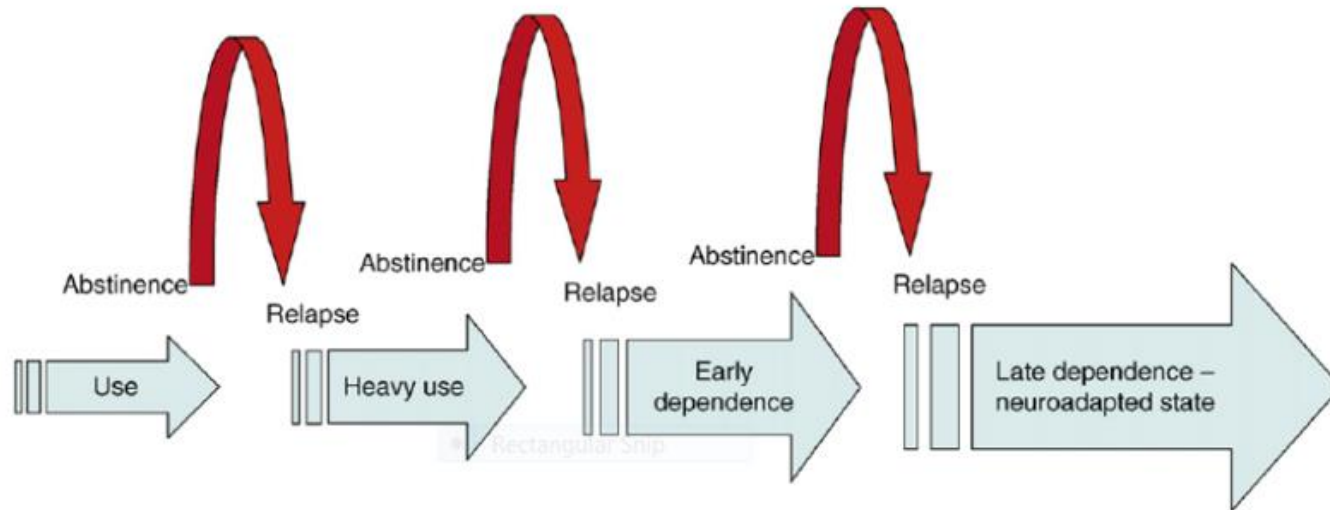 Abstinence
Relapse
Abstinence
Relapse
Abstinence
Relapse
Use
Heavy use
Early
dependence
Late dependence –
neuroadapted state
Rectangular Snip